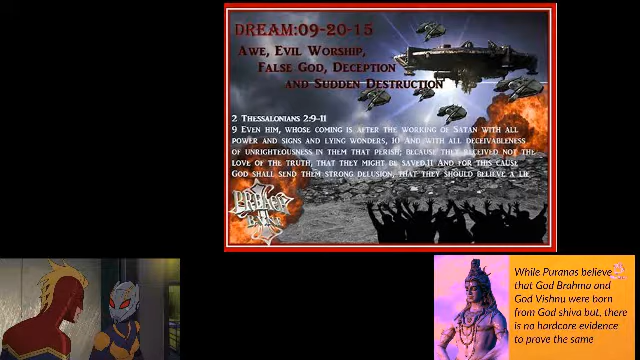 DREAM:09-20-15
AWE, EVIL WORSHIP,
FALSE GOD, DECEPTION
AND SUDDEN DESTRUCTION
2 THESSALONIANS 2:9-11
9 EVEN HIM, WHOSE COMING IS AFTER THE WORKING OF SATAN WITH ALL
POWER AND SIGNS AND LYING WONDERS, 10 AND WITH ALL DECEIVABLENESS
OF UNRIGHTEOUSNESS IN THEM THAT PERISH; BECAUSE THEY RECEIVED NOT THE
LOVE OF THE TRUTH, THAT THEY MIGHT BE SAVED.11 AND FOR THIS CAUSE
GOD SHALL SEND THEM STRONG DELUSION, THAT THEY SHOULD BELIEVE A LIE
PREACH
While Puranas believe
that God Brahma and
God Vishnu were born
from God shiva but, there
is no hardcore evidence
to prove the same